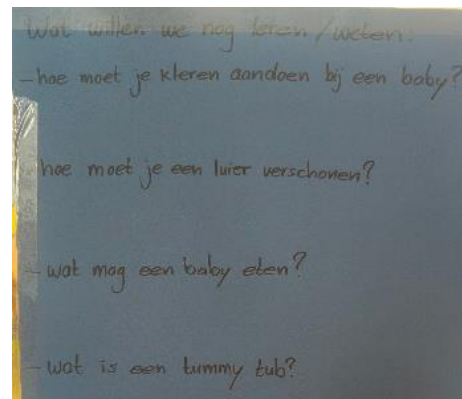 Wat willen we nog leren/weten:
- hoe moet je kleren aandoen bij een baby?
- hoe moet je een luier verschonen?
- wat mag een baby eten?
- wat is een tummy tub?